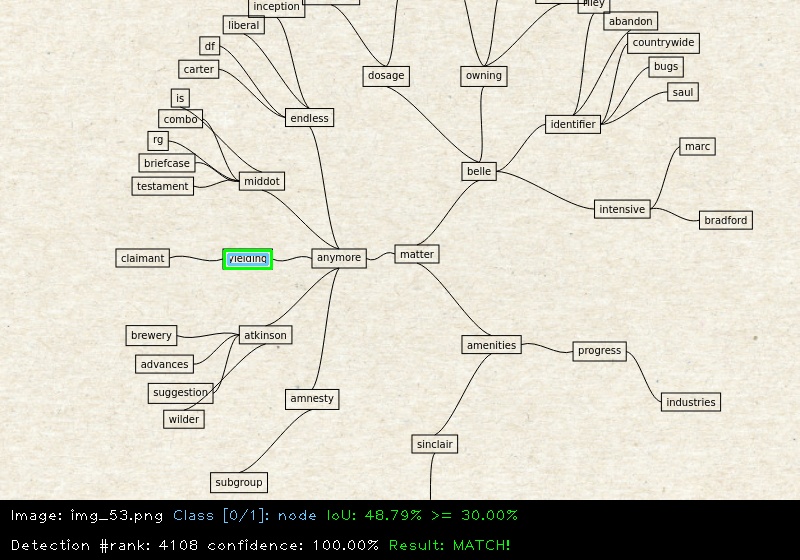 inception
riley
liberal
abandon
df
countrywide
carter
bugs
dosage
owning
saul
is
combo
endless
identifier
rg
marc
briefcase
belle
testament
middot
intensive
bradford
claimant
yielding
anymore
matter
brewery
atkinson
amenities
progress
advances
suggestion
amnesty
industries
wilder
sinclair
subgroup
Image: img_53.png Class [0/1]: node IoU: 48.79% >= 30.00%
Detection #rank: 4108 confidence: 100.00% Result: MATCH!